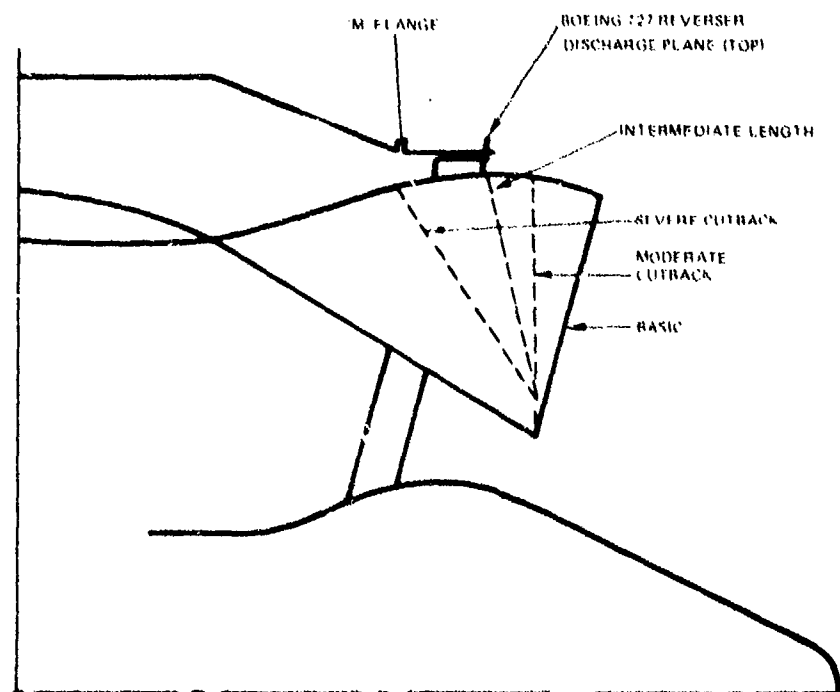 'M' FLANGE
BOEING 727 REVERSER
DISCHARGE PLANE (TOP)
INTERMEDIATE LENGTH
SEVERE CUTBACK
MODERATE
CUTBACK
BASIC